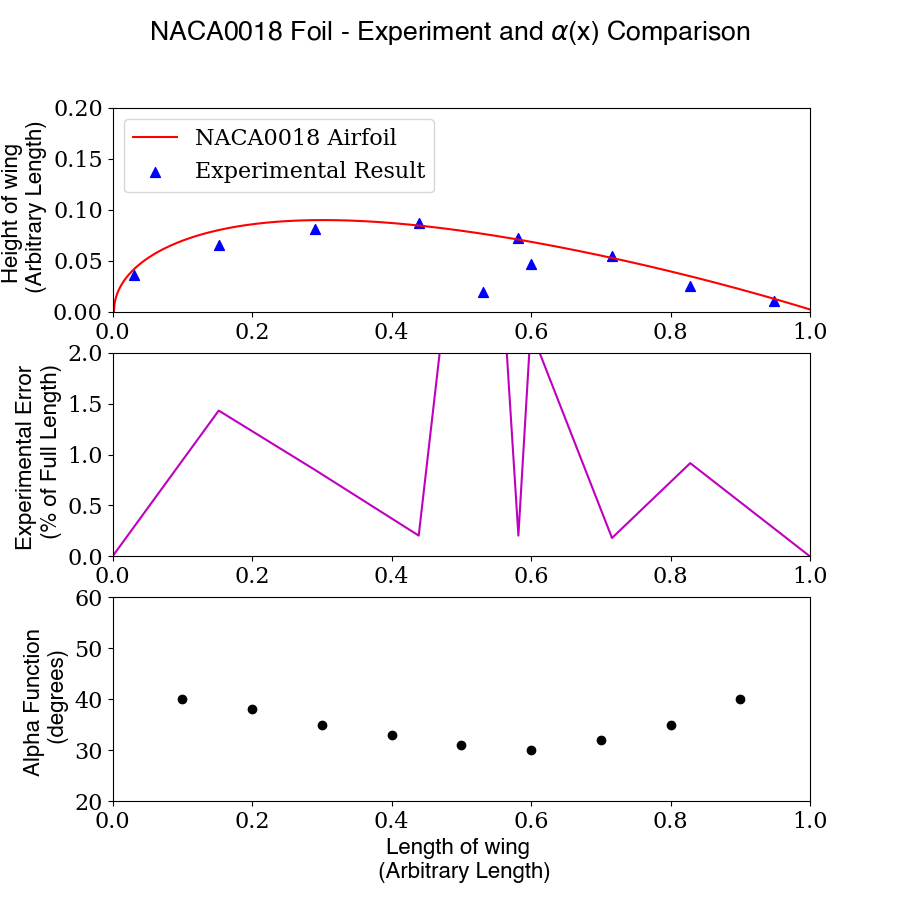 NACA0018 Foil - Experiment and α(x) Comparison
Height of wing
(Arbitrary Length)
0.20
0.15
0.10
0.05
0.00
NACA0018 Airfoil
Experimental Result
0.0 0.2 0.4 0.6 0.8 1.0
Experimental Error
(% of Full Length)
2.0
1.5
1.0
0.5
0.0
0.0 0.2 0.4 0.6 0.8 1.0
Alpha Function
(degrees)
60
50
40
30
20
0.0 0.2 0.4 0.6 0.8 1.0
Length of wing
(Arbitrary Length)